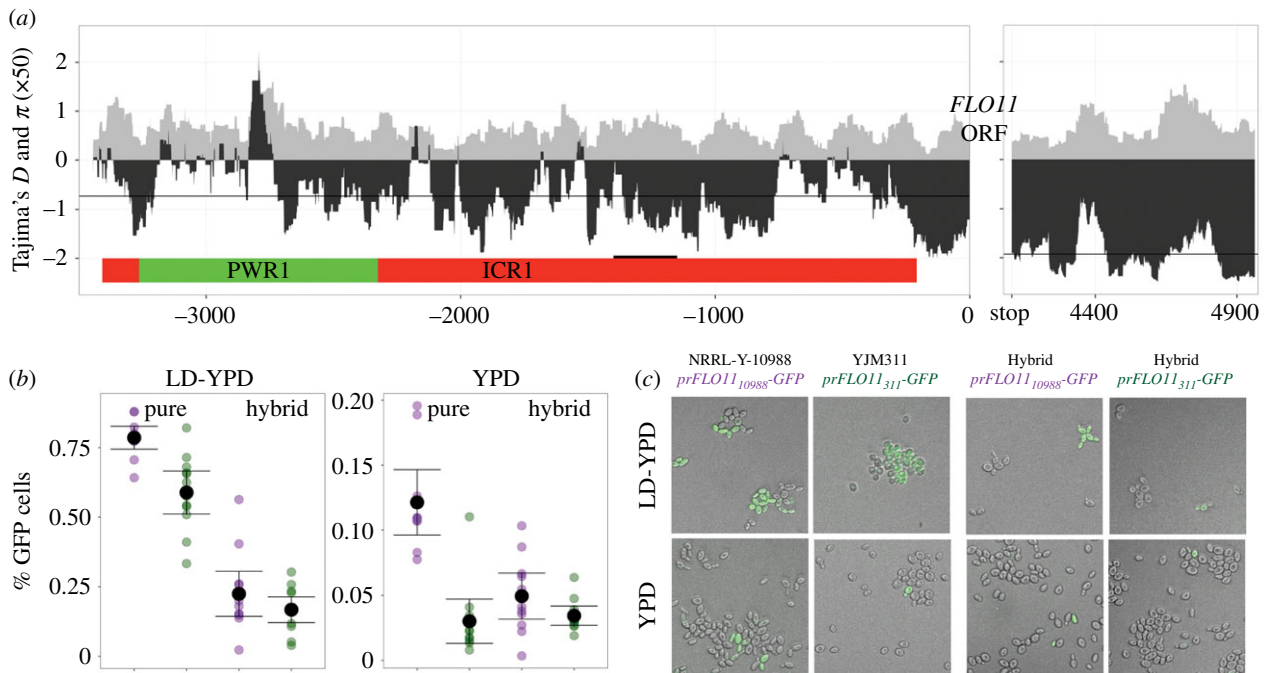 (a)
Tajima's D and π (×50)
2
1
0
−1
−2
FLO11
ORF
PWR1
ICR1
−3000
−2000
−1000
0
stop
4400
4900
(b)
LD-YPD
YPD
pure
hybrid
pure
hybrid
% GFP cells
0.75
0.50
0.25
0
0.20
0.15
0.10
0.05
0
(c)
NRRL-Y-10988
prFLO11₁₀₉₈₈-GFP
YJM311
prFLO11₃₁₁-GFP
Hybrid
prFLO11₁₀₉₈₈-GFP
Hybrid
prFLO11₃₁₁-GFP
LD-YPD
YPD